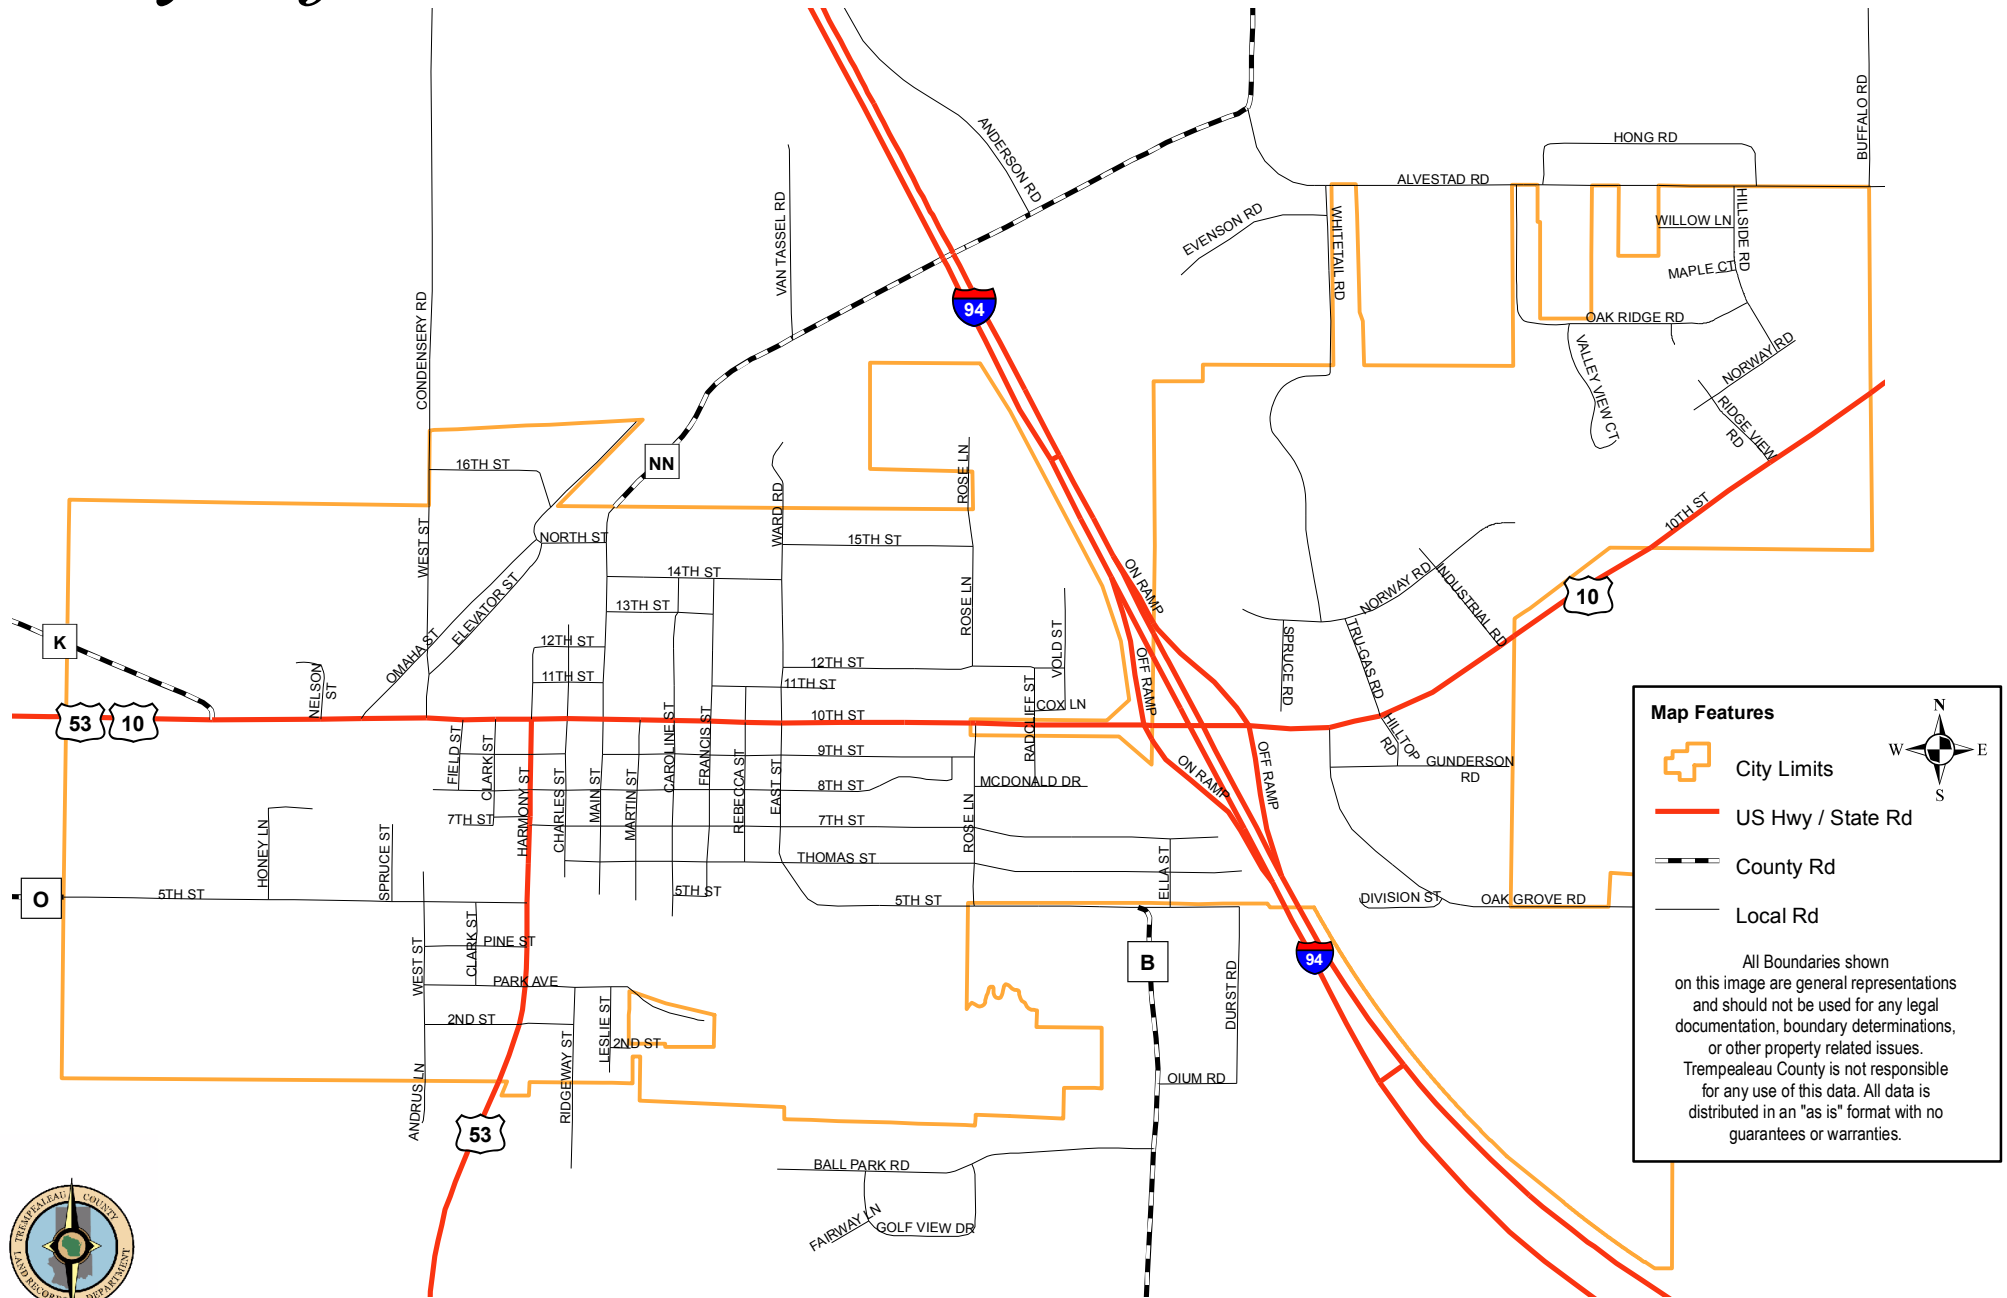 HONG RD
BUFFALO RD
ANDERSON RD
ALVESTAD RD
VAN TASSEL RD
EVENSON RD
WHITETAIL RD
WILLOW LN
HILLSIDE RD
MAPLE CT
CONDENSERY RD
94
OAK RIDGE RD
VALLEY VIEW CT
NORWAY RD
RIDGE VIEW
RD
16TH ST
NN
ROSE LN
WARD RD
10TH ST
WEST ST
NORTH ST
15TH ST
14TH ST
ON RAMP
NORWAY RD
INDUSTRIAL RD
10
ELEVATOR ST
13TH ST
ROSE LN
K
OMAHA ST
12TH ST
VOLD ST
SPRUCE RD
TRU-GAS RD
NELSON
ST
11TH ST
12TH ST
11TH ST
RADCLIFF ST
COX LN
OFF RAMP
53
10
10TH ST
FIELD ST
CLARK ST
HARMONY ST
CHARLES ST
MAIN ST
MARTIN ST
CAROLINE ST
FRANCIS ST
REBECCA ST
EAST ST
9TH ST
8TH ST
MCDONALD DR
ON RAMP
OFF RAMP
HILLTOP
RD
GUNDERSON
RD
7TH ST
7TH ST
ROSE LN
HONEY LN
SPRUCE ST
THOMAS ST
ELLA ST
O
5TH ST
5TH ST
5TH ST
DIVISION ST
OAK GROVE RD
WEST ST
CLARK ST
PINE ST
B
94
PARK AVE
DURST RD
2ND ST
LESLIE ST
2ND ST
RIDGEWAY ST
ANDRUS LN
OIUM RD
53
BALL PARK RD
FAIRWAY LN
GOLF VIEW DR
Map Features
N
W
E
S
City Limits
US Hwy / State Rd
County Rd
Local Rd
All Boundaries shown
on this image are general representations
and should not be used for any legal
documentation, boundary determinations,
or other property related issues.
Trempealeau County is not responsible
for any use of this data. All data is
distributed in an "as is" format with no
guarantees or warranties.
TREMPEALEAU COUNTY
LAND RECORDS DEPARTMENT